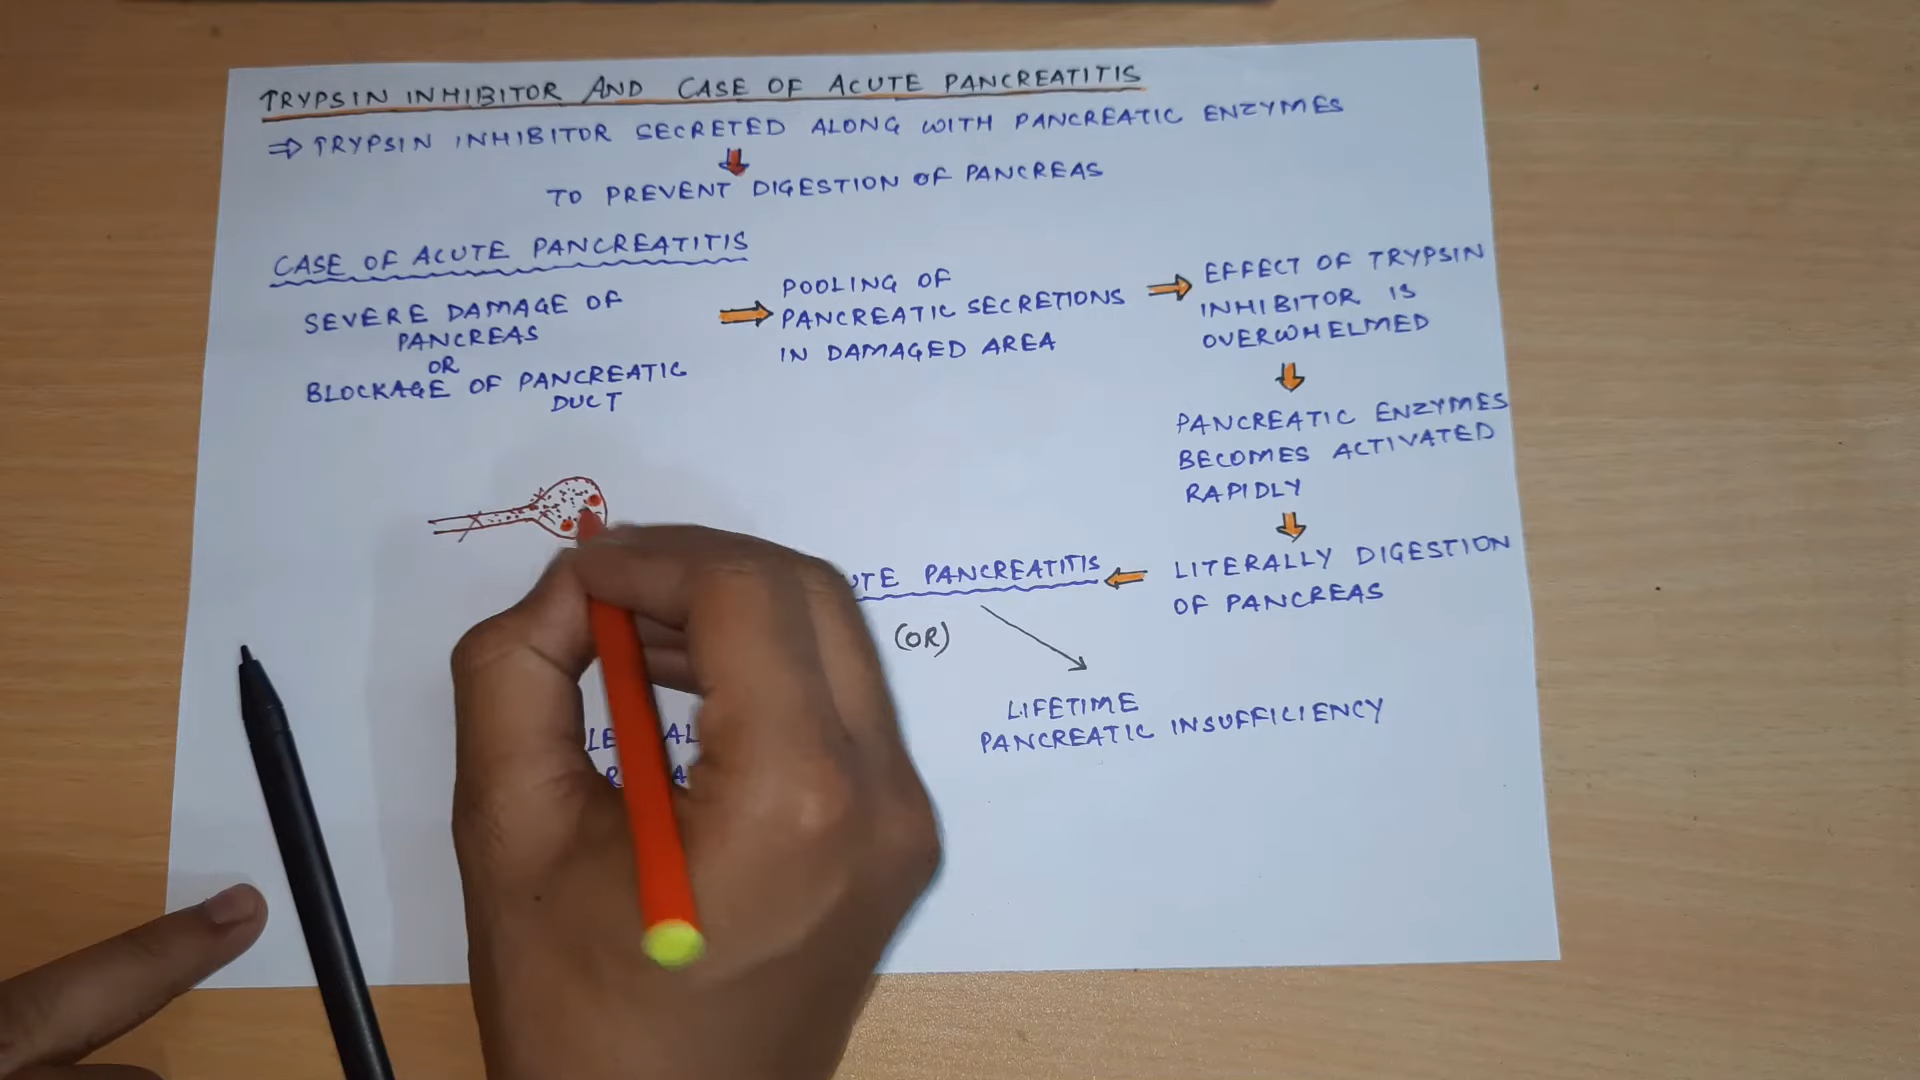 TRYPSIN INHIBITOR AND CASE OF ACUTE PANCREATITIS
⇒ TRYPSIN INHIBITOR SECRETED ALONG WITH PANCREATIC ENZYMES
TO PREVENT DIGESTION OF PANCREAS
CASE OF ACUTE PANCREATITIS
SEVERE DAMAGE OF
PANCREAS
OR
BLOCKAGE OF PANCREATIC
DUCT
POOLING OF
PANCREATIC SECRETIONS
IN DAMAGED AREA
EFFECT OF TRYPSIN
INHIBITOR IS
OVERWHELMED
PANCREATIC ENZYMES
BECOMES ACTIVATED
RAPIDLY
LITERALLY DIGESTION
OF PANCREAS
PANCREATITIS
(OR)
LIFETIME
PANCREATIC INSUFFICIENCY